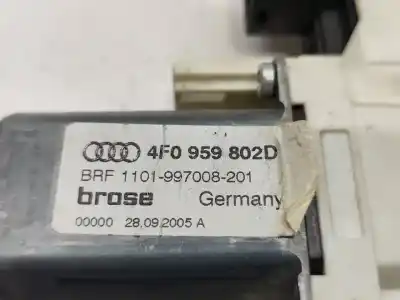 4F0 959 802D
BRF 1101-997008-201
brose Germany
00000 28.09.2005 A